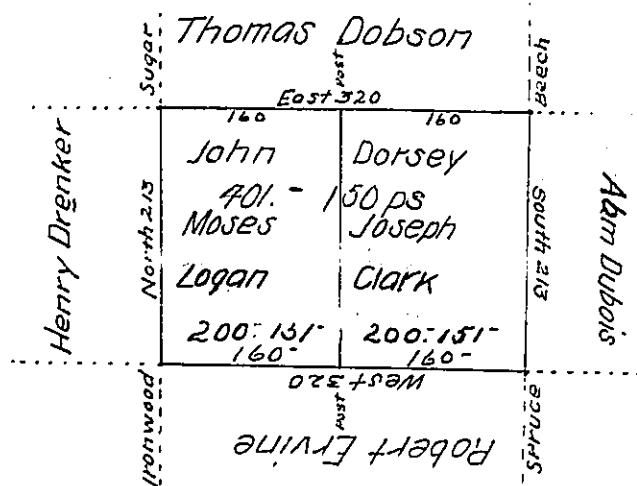 Thomas Dobson
Sugar
Post
Beech
East 320
160
160
John Dorsey
401.- 150 ps
Moses Joseph
Logan Clark
200:151- 200:151-
160- 160-
Henry Drenker
North 213
South 213
Abm Dubois
West 320
Ironwood
Post
Spruce
Robert Ervine